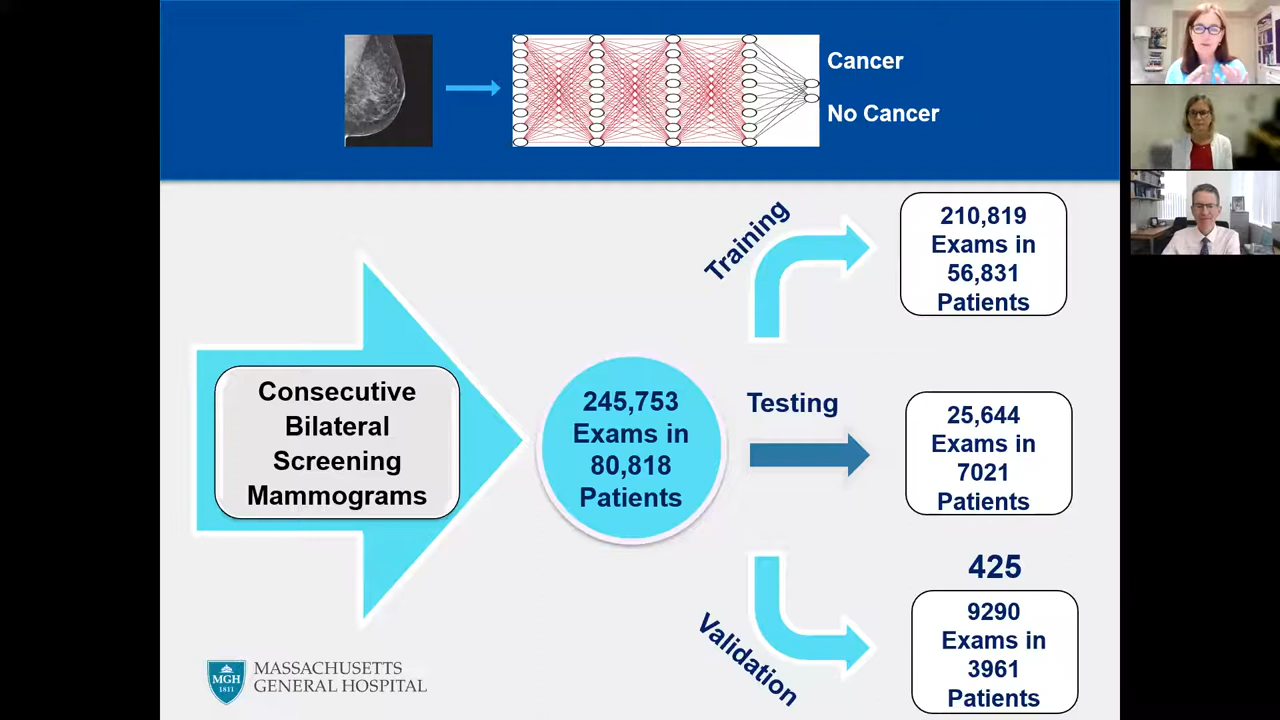 Cancer
No Cancer
Training
210,819
Exams in
56,831
Patients
Consecutive
Bilateral
Screening
Mammograms
245,753
Exams in
80,818
Patients
Testing
25,644
Exams in
7021
Patients
Validation
425
9290
Exams in
3961
Patients
MGH
1811
MASSACHUSETTS
GENERAL HOSPITAL